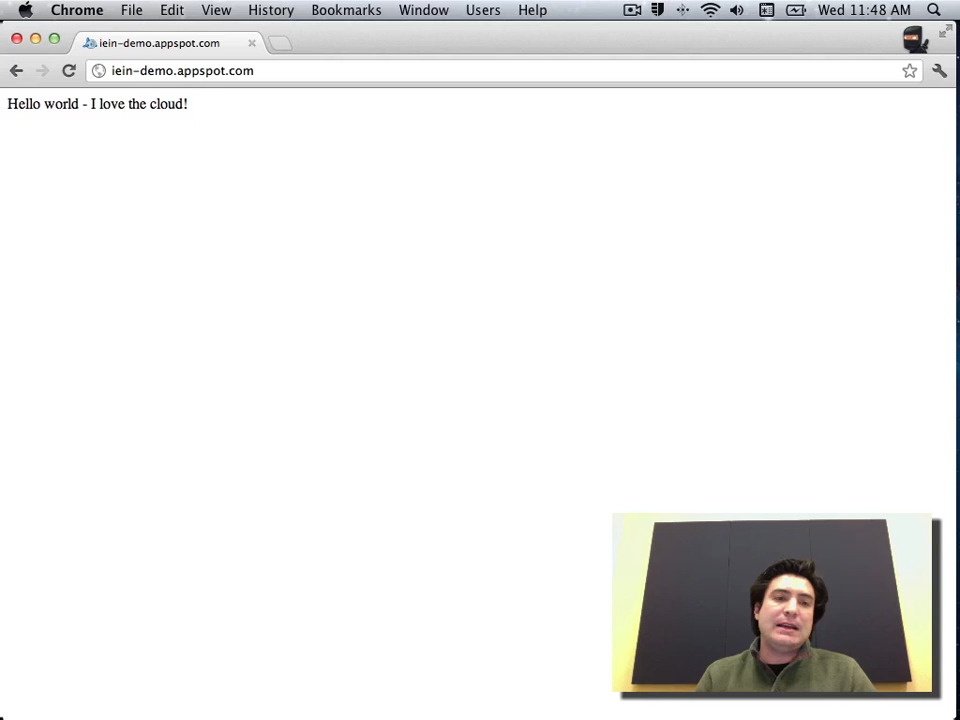 Chrome File Edit View History Bookmarks Window Users Help Wed 11:48 AM
iein-demo.appspot.com
iein-demo.appspot.com
Hello world - I love the cloud!